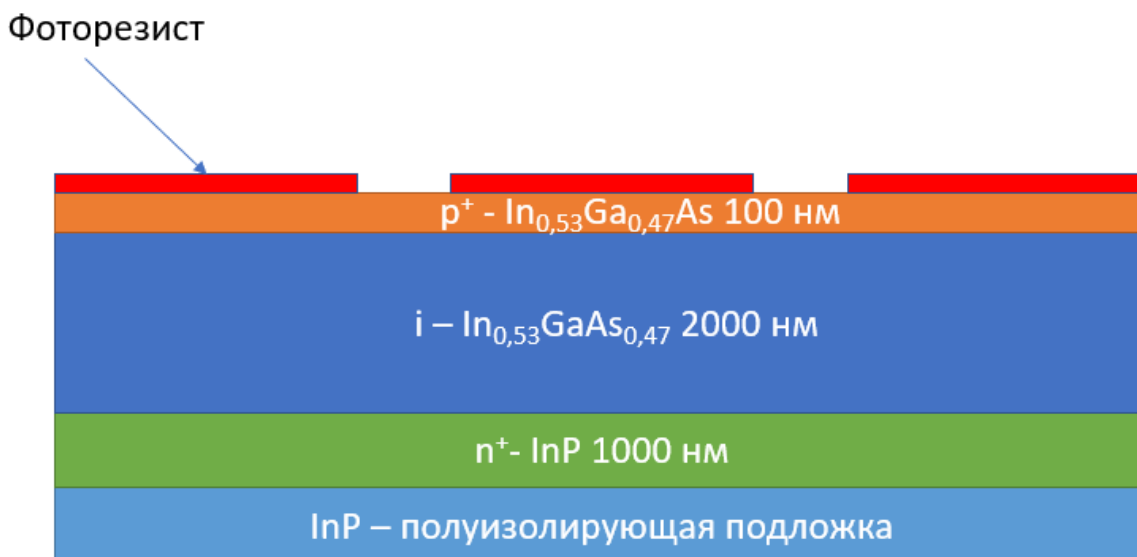 Фоторезист
p⁺ - In₀,₅₃Ga₀,₄₇As 100 нм
i – In₀,₅₃GaAs₀,₄₇ 2000 нм
n⁺- InP 1000 нм
InP – полуизолирующая подложка